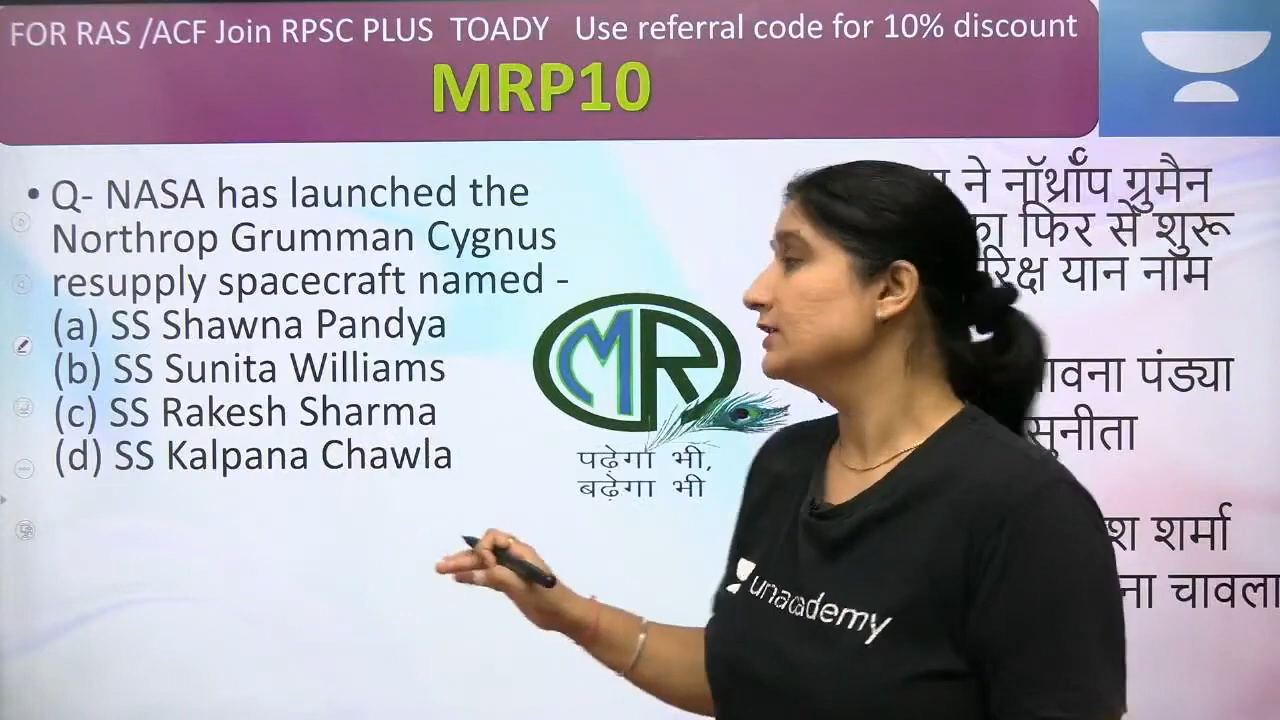 FOR RAS /ACF Join RPSC PLUS TOADY Use referral code for 10% discount
MRP10
• Q- NASA has launched the
Northrop Grumman Cygnus
resupply spacecraft named -
(a) SS Shawna Pandya
(b) SS Sunita Williams
(c) SS Rakesh Sharma
(d) SS Kalpana Chawla
MR
पढ़ेगा भी,
बढ़ेगा भी
ने नॉर्थ्रॉप ग्रुमैन
फिर से शुरू
यान नाम
पंड्या
सुनीता
शर्मा
चावला
unacademy